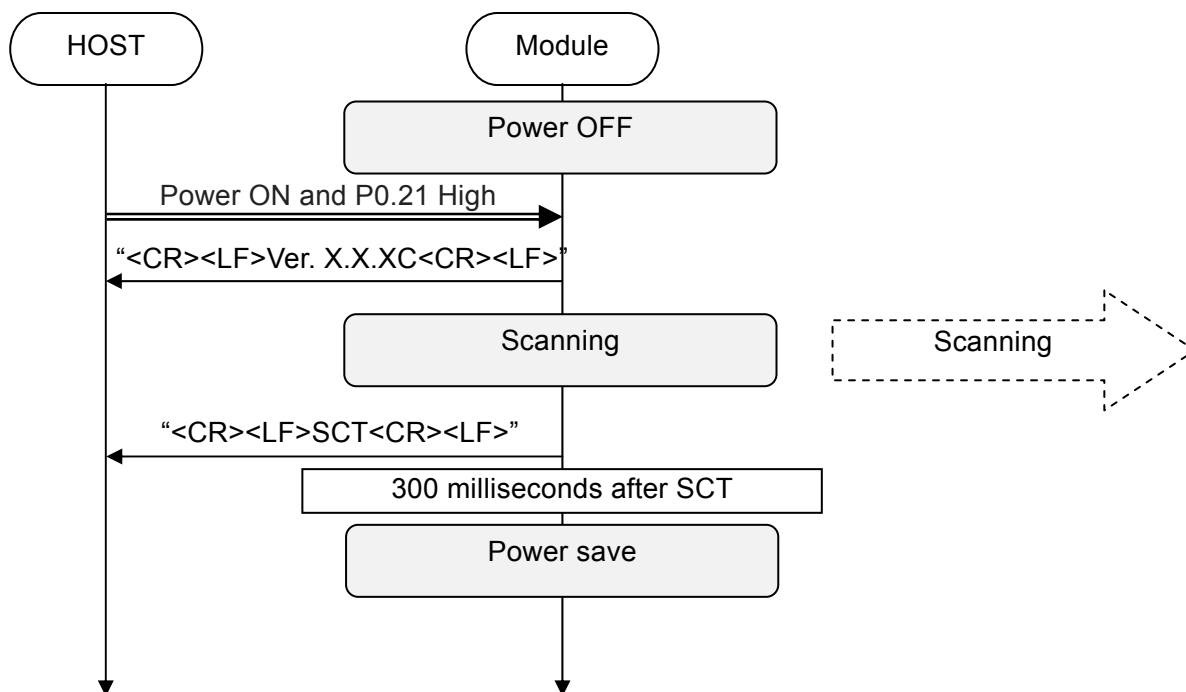 HOST
Module
Power OFF
Power ON and P0.21 High
“<CR><LF>Ver. X.X.XC<CR><LF>”
Scanning
Scanning
“<CR><LF>SCT<CR><LF>”
300 milliseconds after SCT
Power save